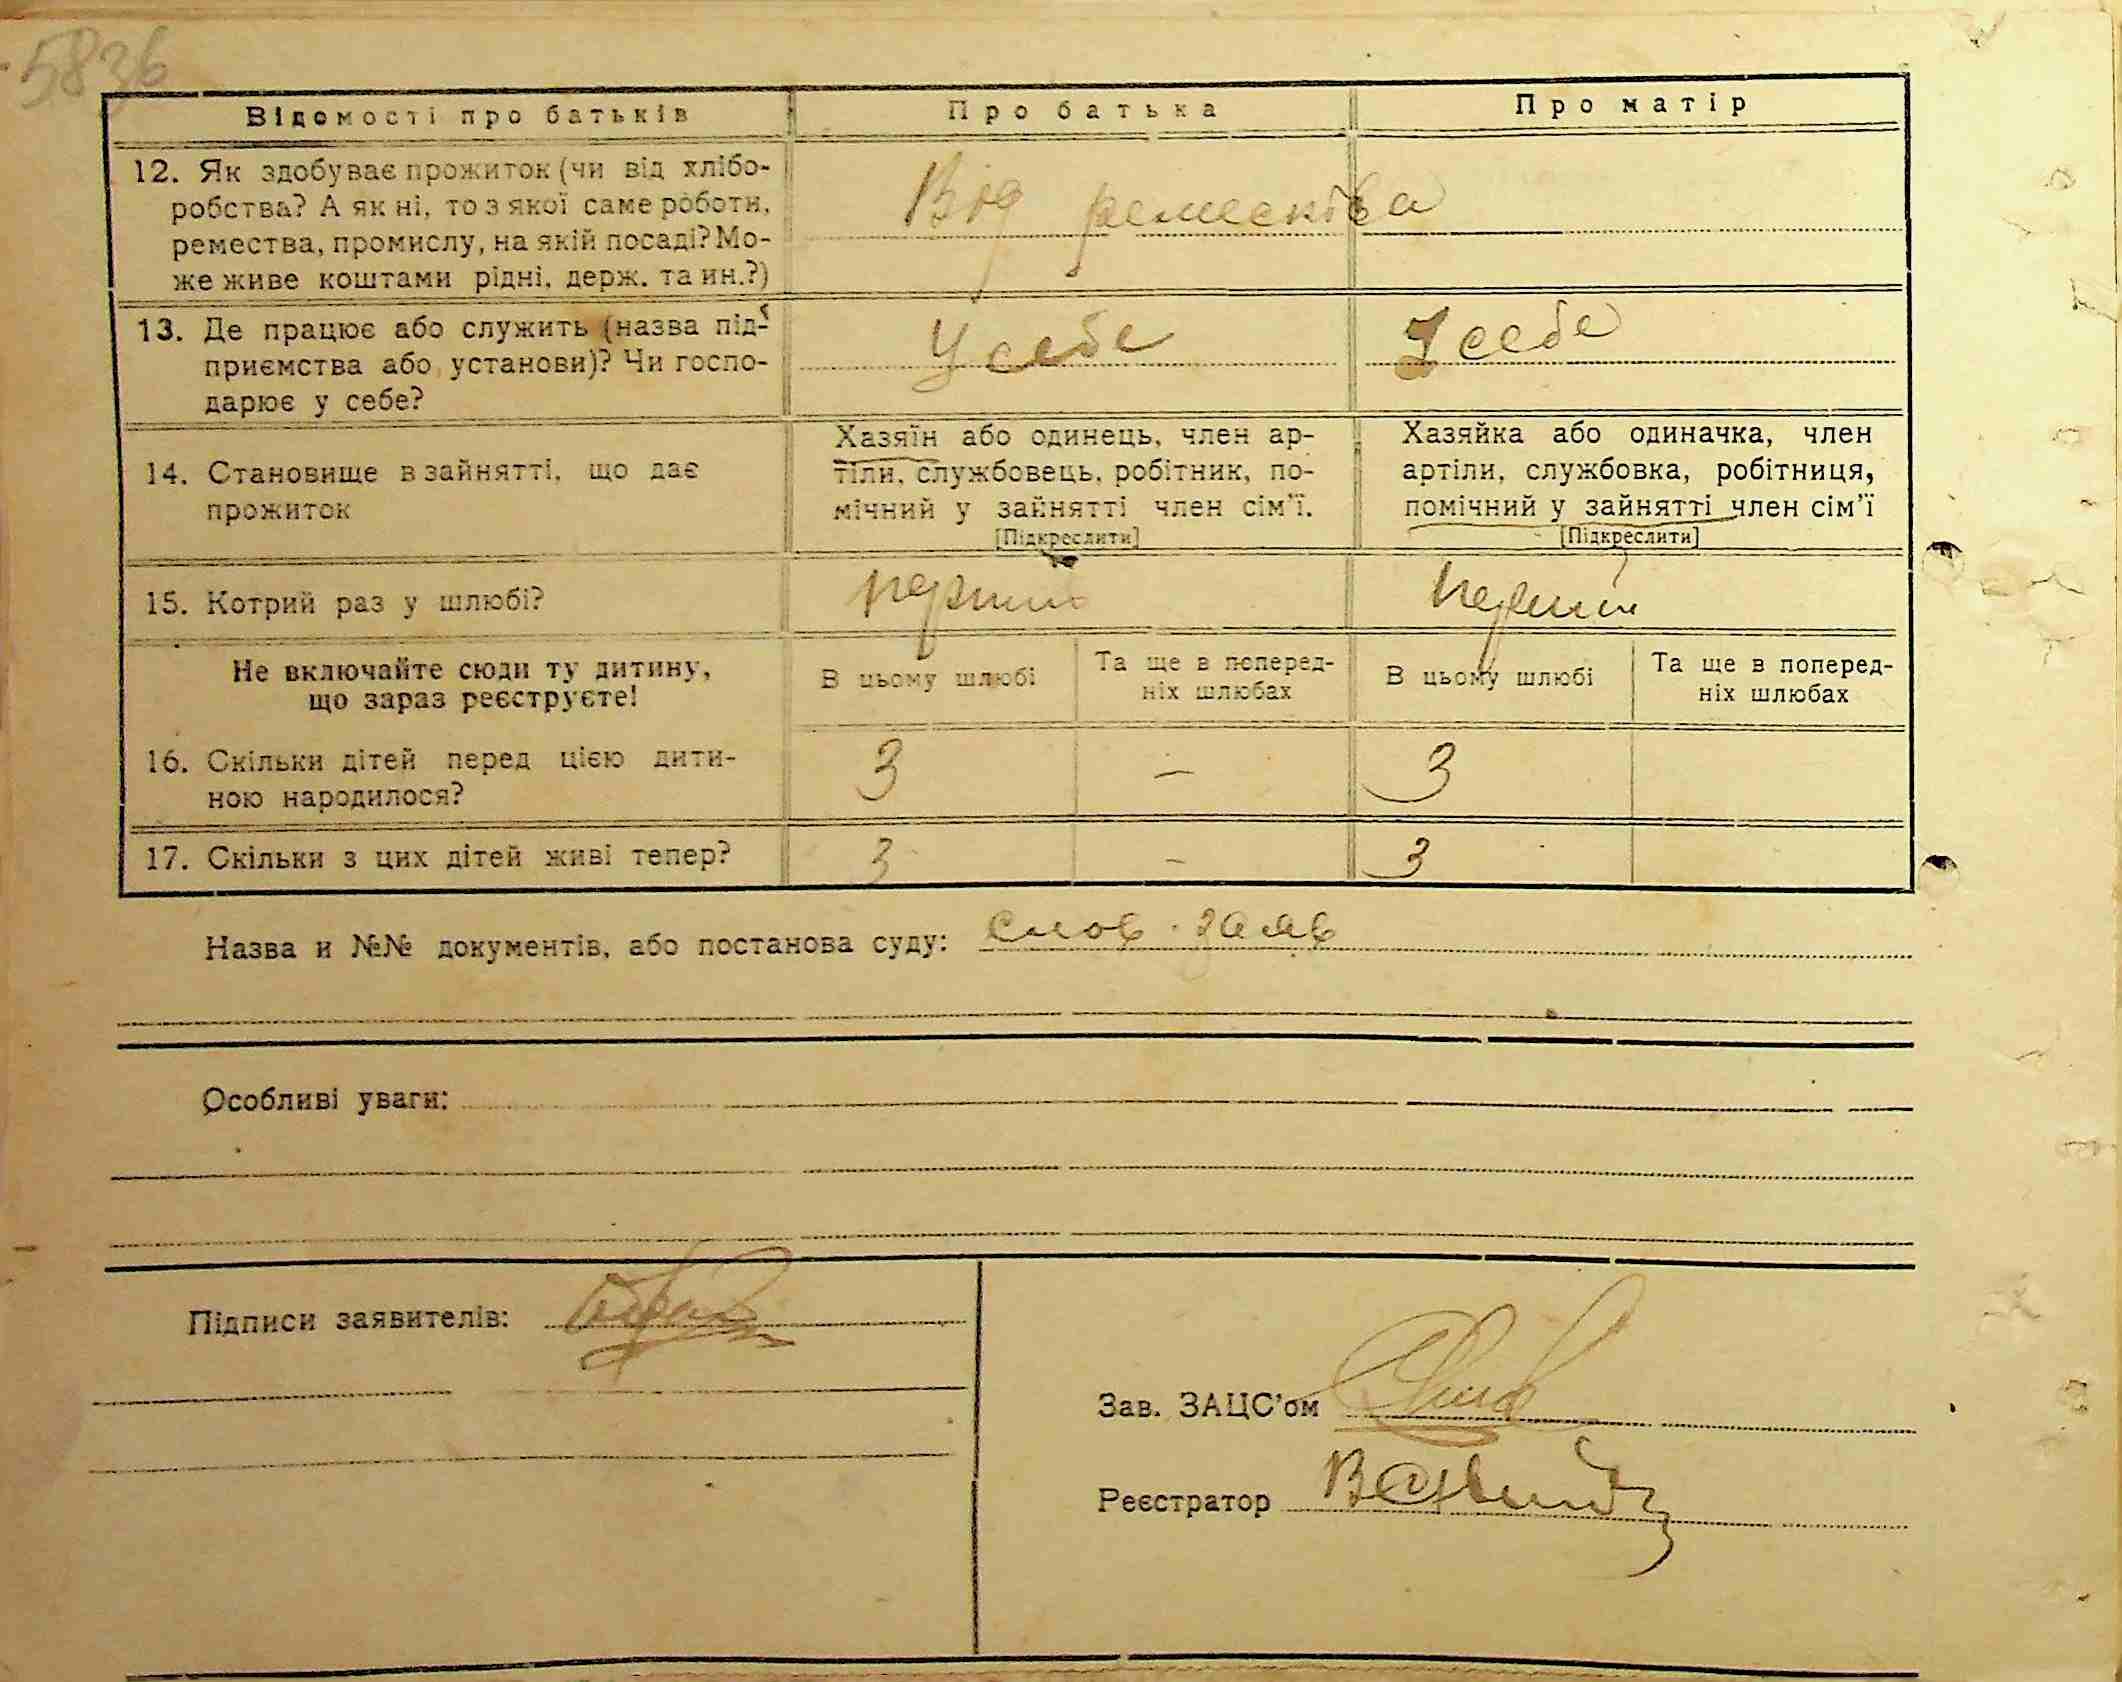 583б
Відомості про батьків
Про батька
Про матір
12. Як здобуває прожиток (чи від хлібо-
робства? А як ні, то з якої саме роботи,
ремества, промислу, на якій посаді? Мо-
же живе коштами рідні, держ. та ин.?)
Від
13. Де працює або служить (назва під-
приємства або установи)? Чи госпо-
дарює у себе?
У себе
У себе
14. Становище в зайнятті, що дає
прожиток
Хазяїн або одинець, член ар-
тіли, службовець, робітник, по-
мічний у зайнятті член сім'ї.
[Підкреслити]
Хазяйка або одиначка, член
артіли, службовка, робітниця,
помічний у зайнятті член сім'ї
[Підкреслити]
15. Котрий раз у шлюбі?
перший
перший
Не включайте сюди ту дитину,
що зараз реєструєте!
В цьому шлюбі
Та ще в поперед-
ніх шлюбах
В цьому шлюбі
Та ще в поперед-
ніх шлюбах
16. Скільки дітей перед цією дити-
ною народилося?
3
–
3
17. Скільки з цих дітей живі тепер?
3
–
3
Назва и №№ документів, або постанова суду: слов. заяв
Особливі уваги:
Підписи заявителів:
Зав. ЗАЦС'ом
Реєстратор